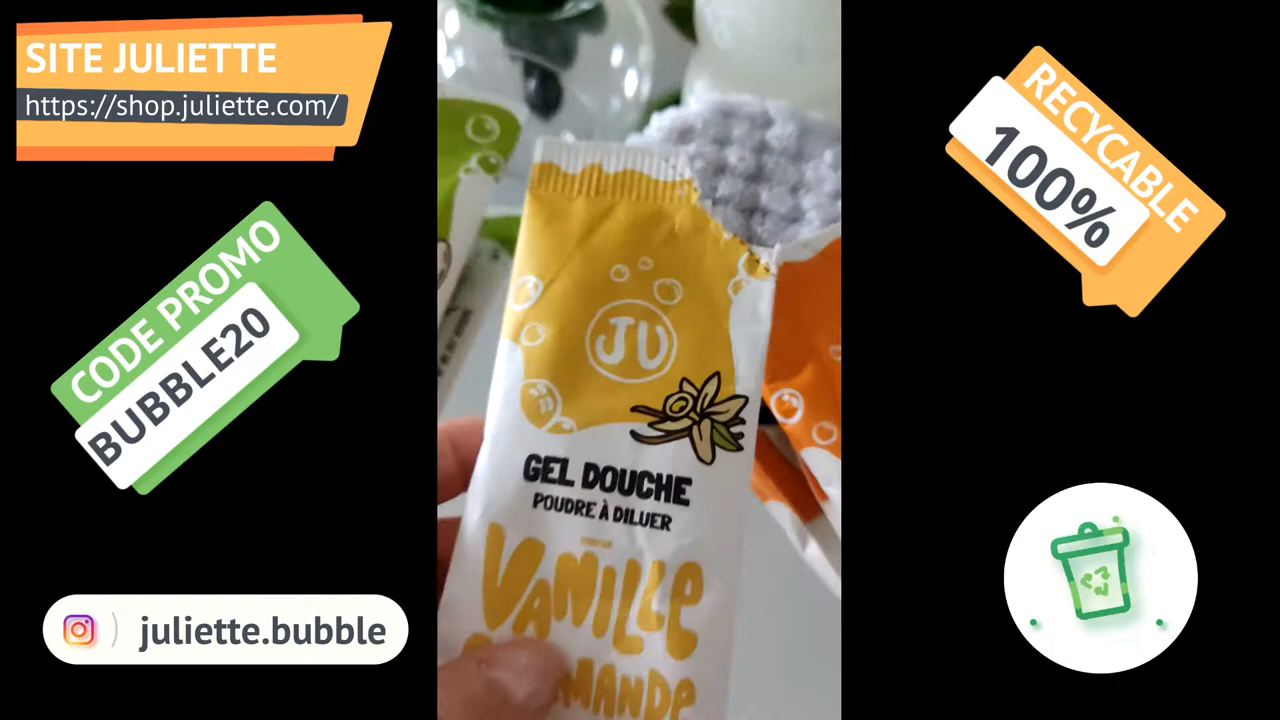 SITE JULIETTE
https://shop.juliette.com/
CODE PROMO
BUBBLE20
juliette.bubble
JU
GEL DOUCHE
POUDRE À DILUER
VANILLE
RECYCABLE
100%